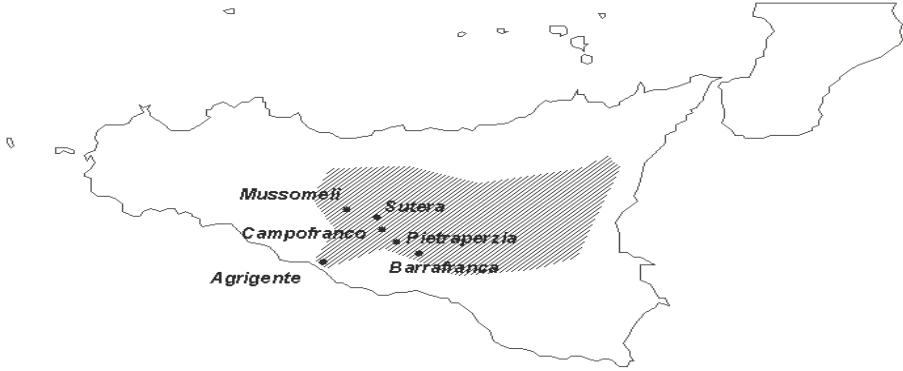 Mussomeli
Sutera
Campofranco
Pietraperzia
Barrafranca
Agrigente